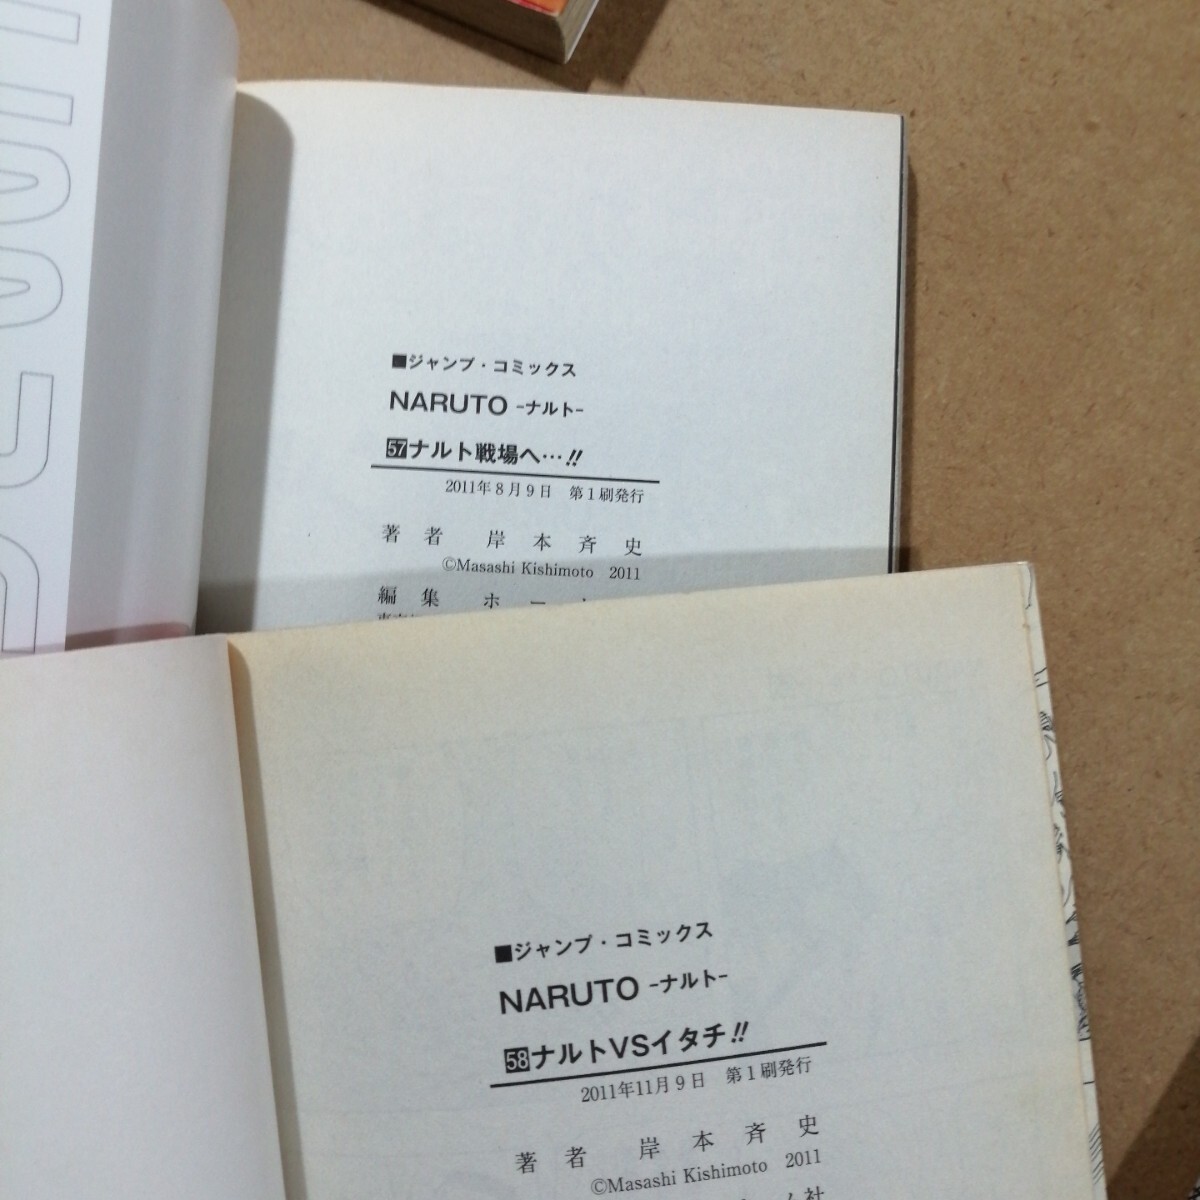 ■ジャンプ・コミックス
NARUTO -ナルト-
57ナルト戦場へ…!!
2011年8月9日 第1刷発行
著者 岸本斉史
©Masashi Kishimoto 2011
編集 ホー
■ジャンプ・コミックス
NARUTO -ナルト-
58ナルトVSイタチ!!
2011年11月9日 第1刷発行
著者 岸本斉史
©Masashi Kishimoto 2011